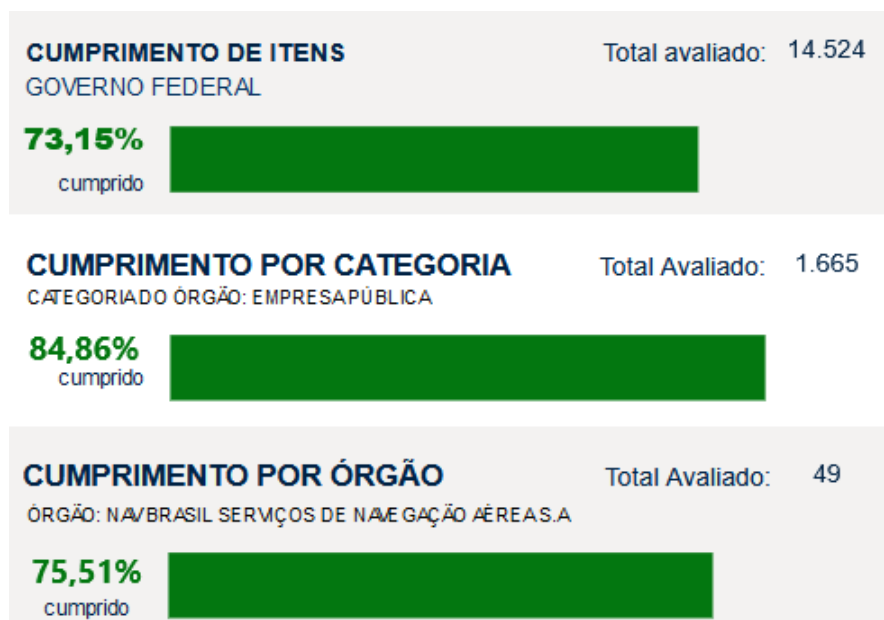 CUMPRIMENTO DE ITENS Total avaliado: 14.524
GOVERNO FEDERAL
73,15%
cumprido
CUMPRIMENTO POR CATEGORIA Total Avaliado: 1.665
CATEGORIA DO ÓRGÃO: EMPRESA PÚBLICA
84,86%
cumprido
CUMPRIMENTO POR ÓRGÃO Total Avaliado: 49
ÓRGÃO: NAV BRASIL SERVIÇOS DE NAVEGAÇÃO AÉREA S.A
75,51%
cumprido